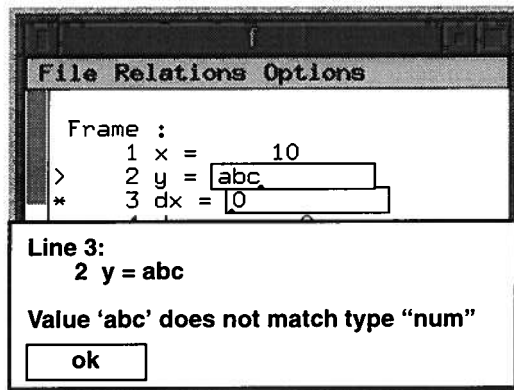 f
File Relations Options
Frame :
1 x = 10
> 2 y = abc
* 3 dx = 0
Line 3:
2 y = abc
Value ‘abc’ does not match type “num”
ok